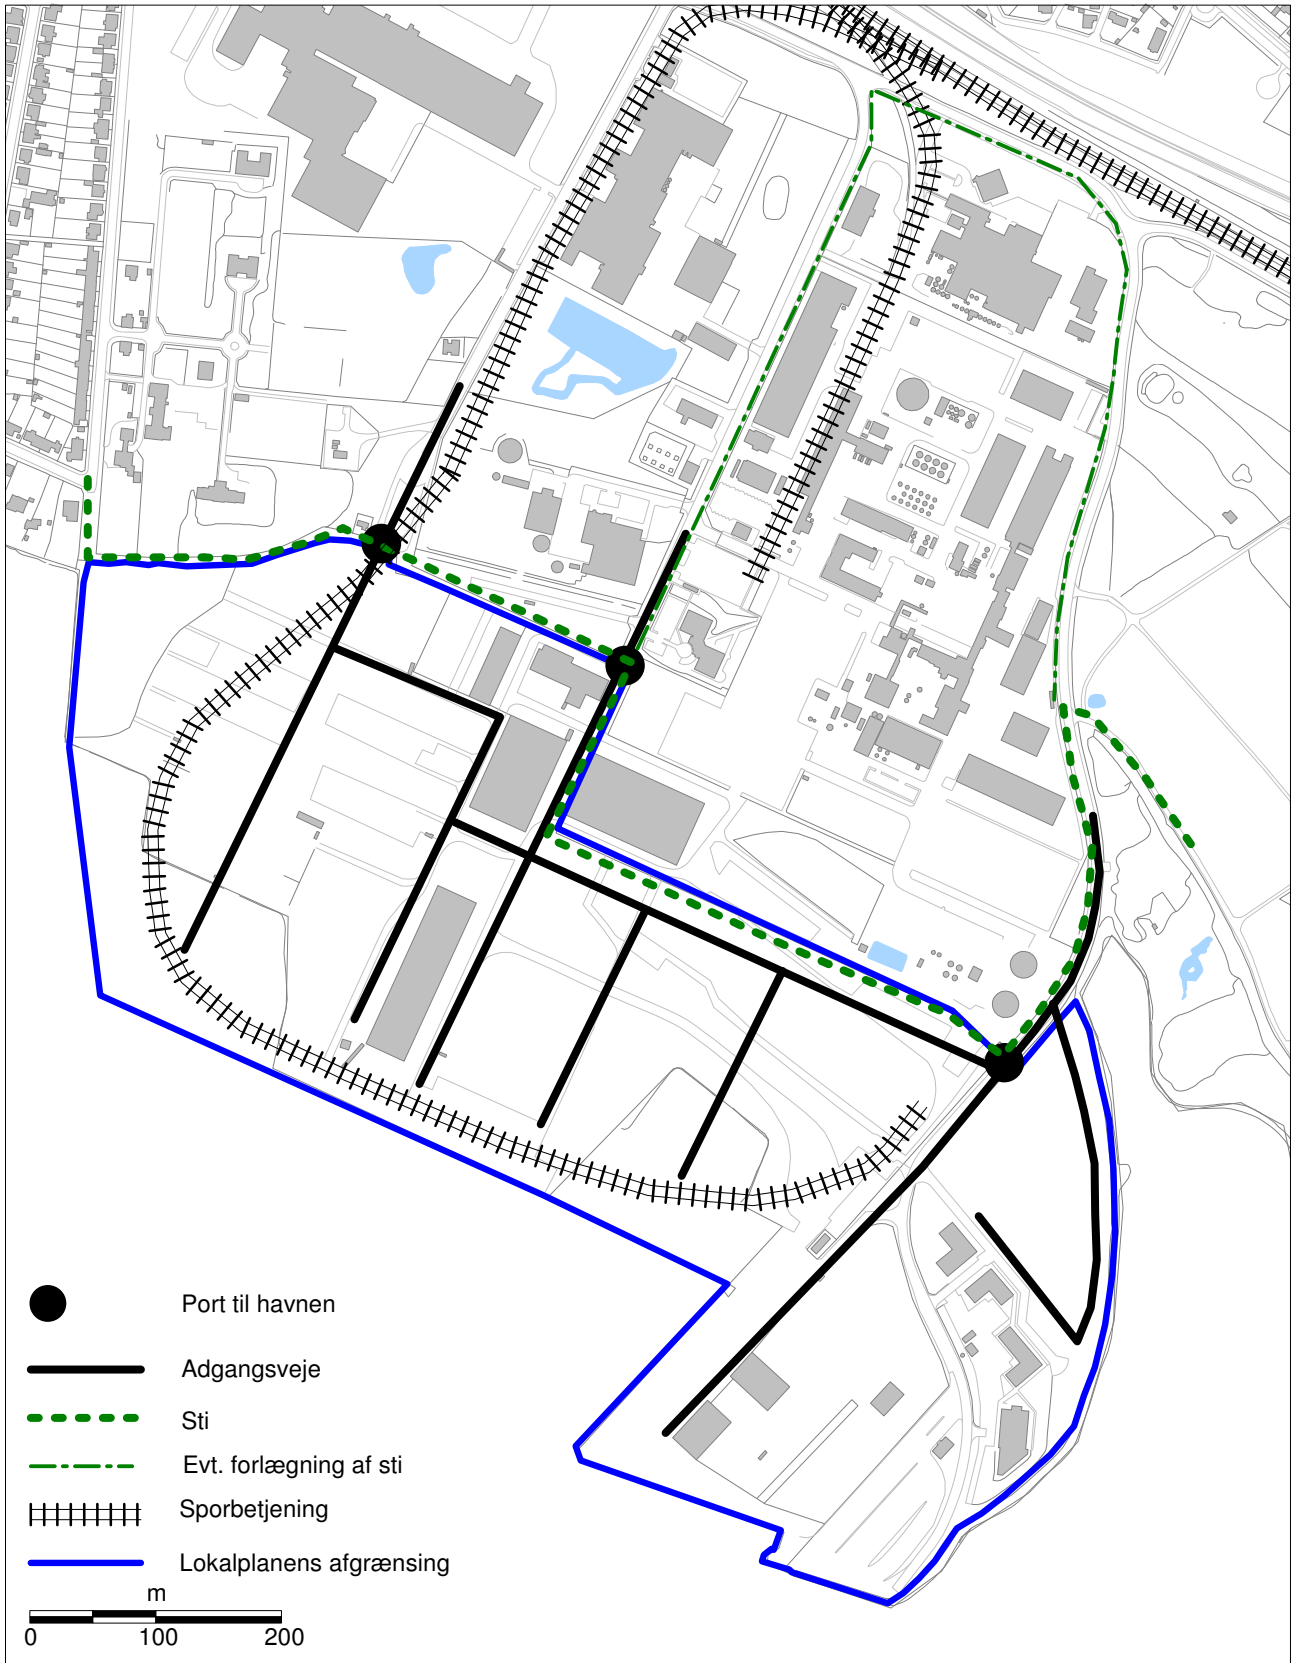 Port til havnen
Adgangsveje
Sti
Evt. forlægning af sti
Sporbetjening
Lokalplanens afgrænsing
m
0 100 200